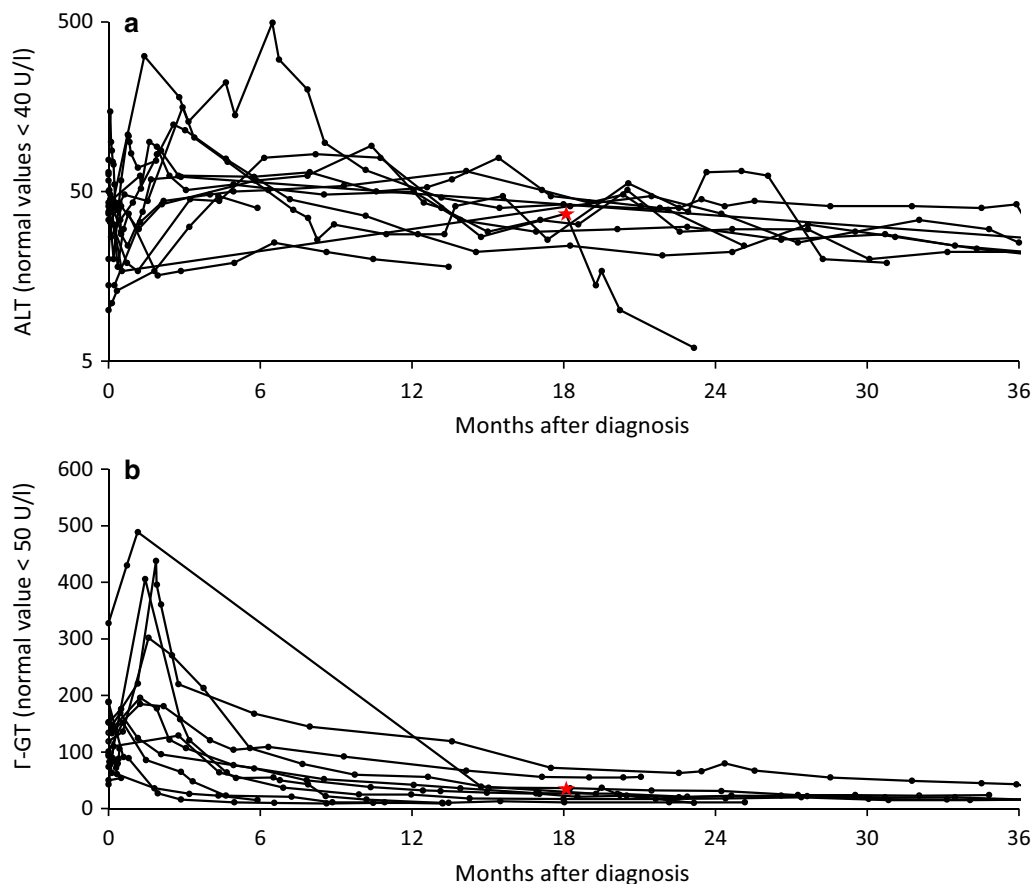 a
ALT (normal values < 40 U/l)
500
50
5
0 6 12 18 24 30 36
Months after diagnosis
b
Γ-GT (normal value < 50 U/l)
600
500
400
300
200
100
0
0 6 12 18 24 30 36
Months after diagnosis